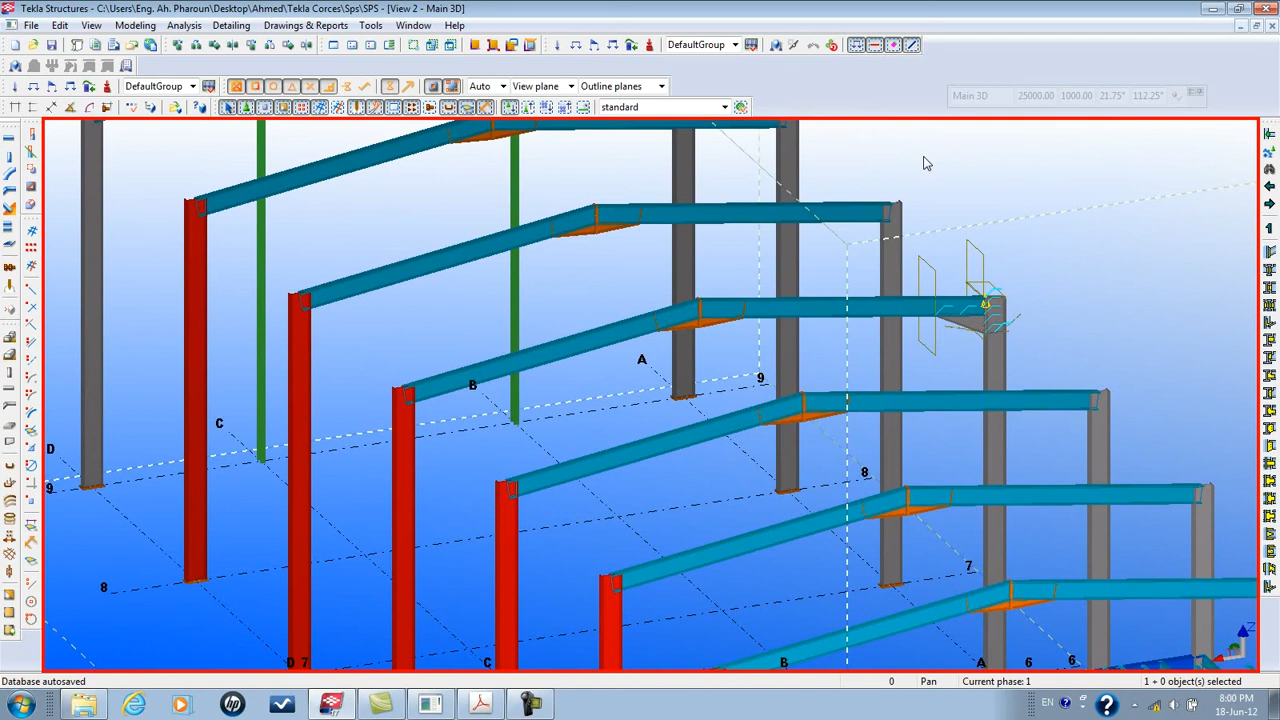 Tekla Structures - C:\Users\Eng. Ah. Pharoun\Desktop\Ahmed\Tekla Corces\Sps\SPS - [View 2 - Main 3D]
File Edit View Modeling Analysis Detailing Drawings & Reports Tools Window Help
DefaultGroup DefaultGroup
DefaultGroup Auto View plane Outline planes
Main 3D 25000.00 1000.00 21.75° 112.25°
standard
A
9
B
C
D
9
8
8
7
D 7
C
B
A
6
6
Z
Database autosaved 0 Pan Current phase: 1 1 + 0 object(s) selected
EN
8:00 PM
18-Jun-12